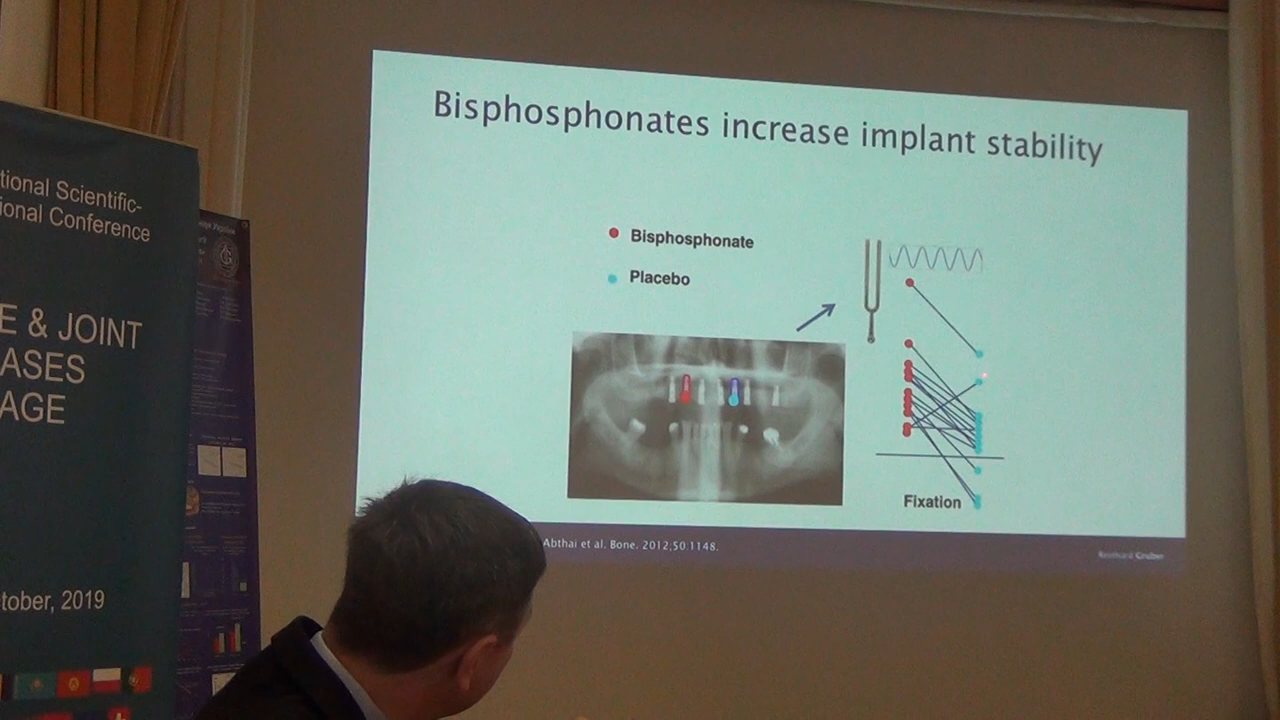 Bisphosphonates increase implant stability
Bisphosphonate
Placebo
Fixation
Abthai et al. Bone. 2012;50:1148.
Reinhard Gruber
tional Scientific-
ional Conference
E & JOINT
ASES
AGE
tober, 2019